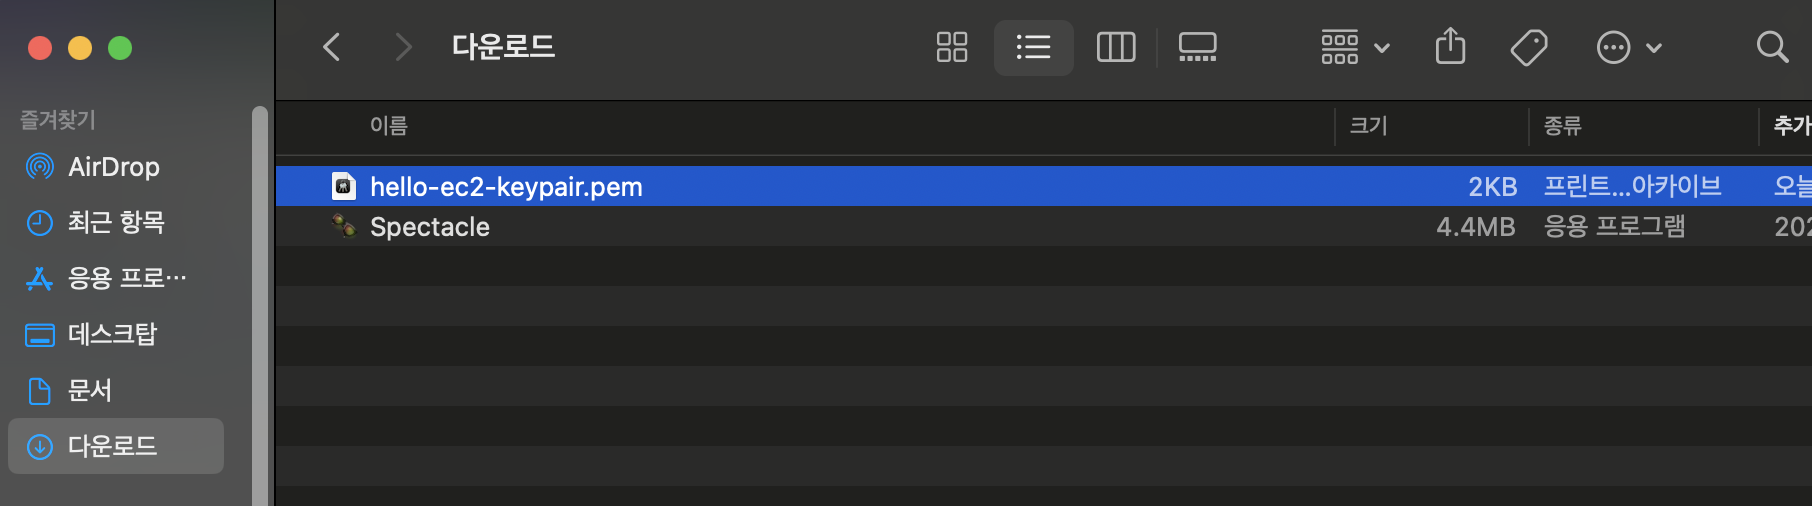 다운로드
즐겨찾기
AirDrop
최근 항목
응용 프로…
데스크탑
문서
다운로드
이름 크기 종류 추가
hello-ec2-keypair.pem 2KB 프린트...아카이브 오늘
Spectacle 4.4MB 응용 프로그램 202